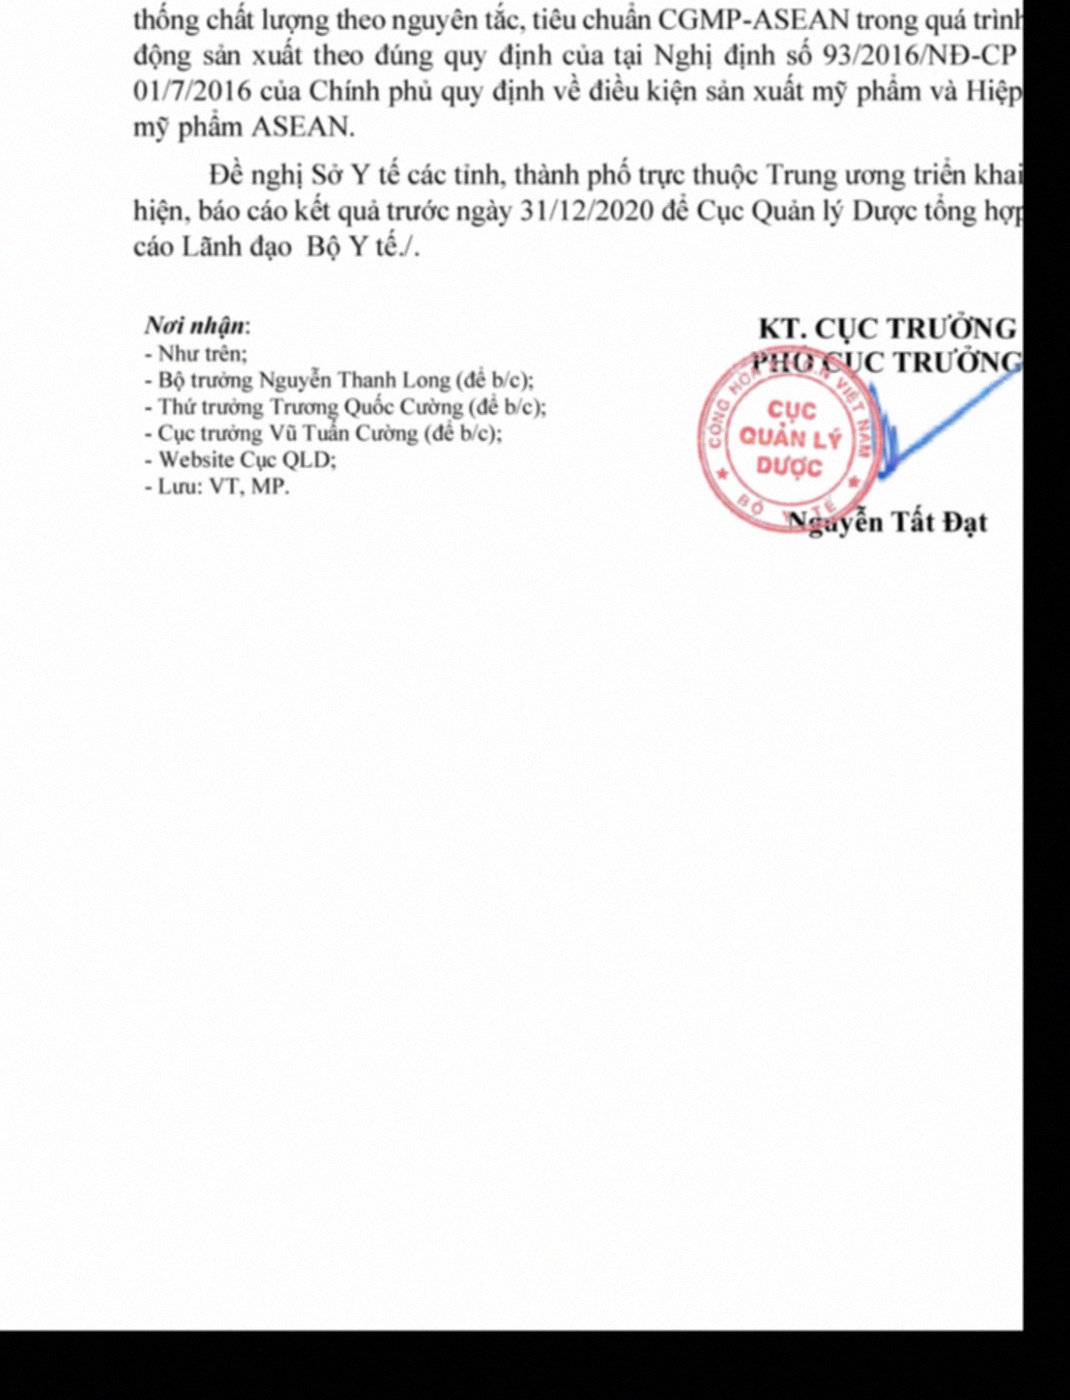 thống chất lượng theo nguyên tắc, tiêu chuẩn CGMP-ASEAN trong quá trình
động sản xuất theo đúng quy định của tại Nghị định số 93/2016/NĐ-CP
01/7/2016 của Chính phủ quy định về điều kiện sản xuất mỹ phẩm và Hiệp
mỹ phẩm ASEAN.
Đề nghị Sở Y tế các tỉnh, thành phố trực thuộc Trung ương triển khai
hiện, báo cáo kết quả trước ngày 31/12/2020 để Cục Quản lý Dược tổng hợp
cáo Lãnh đạo Bộ Y tế./.
Nơi nhận:
- Như trên;
- Bộ trưởng Nguyễn Thanh Long (để b/c);
- Thứ trưởng Trương Quốc Cường (để b/c);
- Cục trưởng Vũ Tuấn Cường (để b/c);
- Website Cục QLD;
- Lưu: VT, MP.
KT. CỤC TRƯỞNG
PHÓ CỤC TRƯỞNG
CỘNG HÒA X.H.C.N VIỆT NAM
CỤC
QUẢN LÝ
DƯỢC
BỘ Y TẾ
Nguyễn Tất Đạt